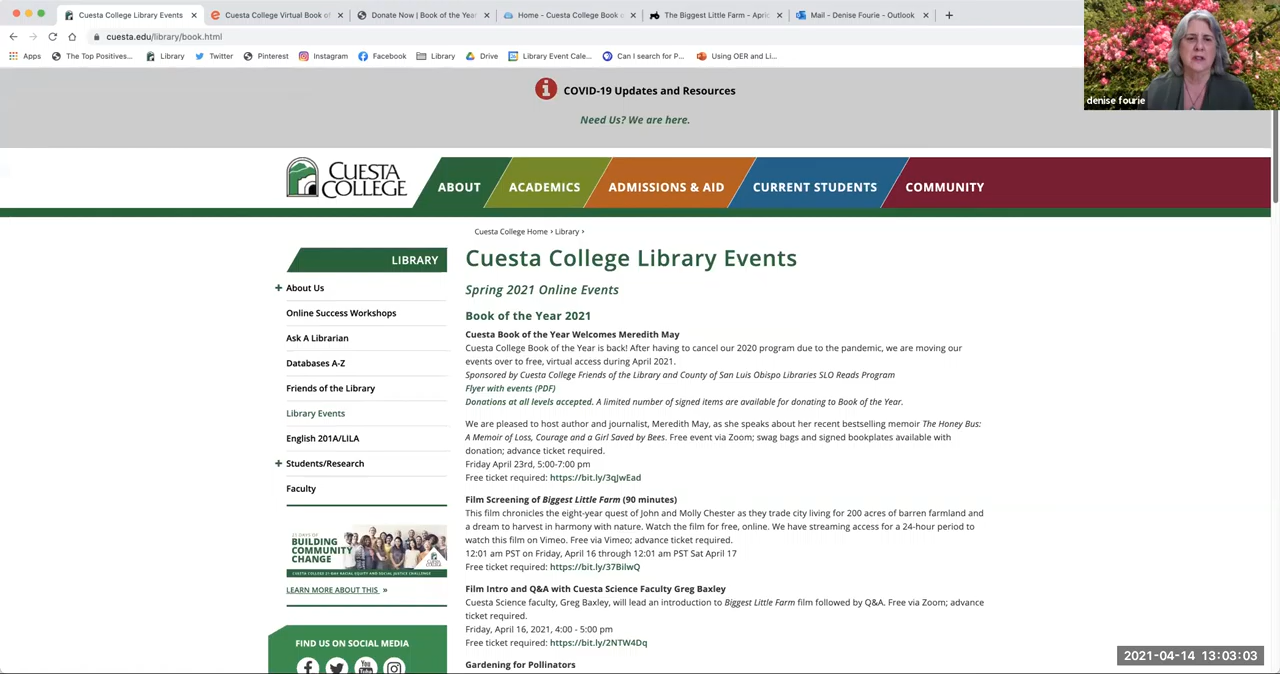 Cuesta College Library Events
Cuesta College Virtual Book of
Donate Now | Book of the Year
Home - Cuesta College Book
The Biggest Little Farm - Apric
Mail - Denise Fourie - Outlook
cuesta.edu/library/book.html
Apps
The Top Positives...
Library
Twitter
Pinterest
Instagram
Facebook
Library
Drive
Library Event Cale...
Can I search for P...
Using OER and Li...
denise fourie
COVID-19 Updates and Resources
Need Us? We are here.
CUESTA
COLLEGE
ABOUT
ACADEMICS
ADMISSIONS & AID
CURRENT STUDENTS
COMMUNITY
Cuesta College Home › Library ›
LIBRARY
About Us
Online Success Workshops
Ask A Librarian
Databases A-Z
Friends of the Library
Library Events
English 201A/LILA
Students/Research
Faculty
BUILDING
COMMUNITY
CHANGE
LEARN MORE ABOUT THIS »
FIND US ON SOCIAL MEDIA
Cuesta College Library Events
Spring 2021 Online Events
Book of the Year 2021
Cuesta Book of the Year Welcomes Meredith May
Cuesta College Book of the Year is back! After having to cancel our 2020 program due to the pandemic, we are moving our
events over to free, virtual access during April 2021.
Sponsored by Cuesta College Friends of the Library and County of San Luis Obispo Libraries SLO Reads Program
Flyer with events (PDF)
Donations at all levels accepted. A limited number of signed items are available for donating to Book of the Year.
We are pleased to host author and journalist, Meredith May, as she speaks about her recent bestselling memoir The Honey Bus:
A Memoir of Loss, Courage and a Girl Saved by Bees. Free event via Zoom; swag bags and signed bookplates available with
donation; advance ticket required.
Friday April 23rd, 5:00-7:00 pm
Free ticket required: https://bit.ly/3qJwEad
Film Screening of Biggest Little Farm (90 minutes)
This film chronicles the eight-year quest of John and Molly Chester as they trade city living for 200 acres of barren farmland and
a dream to harvest in harmony with nature. Watch the film for free, online. We have streaming access for a 24-hour period to
watch this film on Vimeo. Free via Vimeo; advance ticket required.
12:01 am PST on Friday, April 16 through 12:01 am PST Sat April 17
Free ticket required: https://bit.ly/37BilwQ
Film Intro and Q&A with Cuesta Science Faculty Greg Baxley
Cuesta Science faculty, Greg Baxley, will lead an introduction to Biggest Little Farm film followed by Q&A. Free via Zoom; advance
ticket required.
Friday, April 16, 2021, 4:00 - 5:00 pm
Free ticket required: https://bit.ly/2NTW4Dq
Gardening for Pollinators
2021-04-14 13:03:03